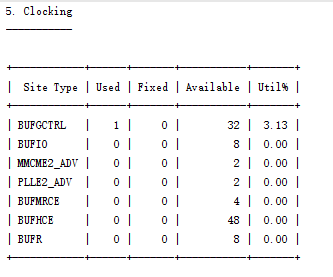 5. Clocking
-----------
+------------+------+-------+-----------+-------+
| Site Type | Used | Fixed | Available | Util% |
+------------+------+-------+-----------+-------+
| BUFGCTRL | 1 | 0 | 32 | 3.13 |
| BUFIO | 0 | 0 | 8 | 0.00 |
| MMCME2_ADV | 0 | 0 | 2 | 0.00 |
| PLLE2_ADV | 0 | 0 | 2 | 0.00 |
| BUFMRCE | 0 | 0 | 4 | 0.00 |
| BUFHCE | 0 | 0 | 48 | 0.00 |
| BUFR | 0 | 0 | 8 | 0.00 |
+------------+------+-------+-----------+-------+